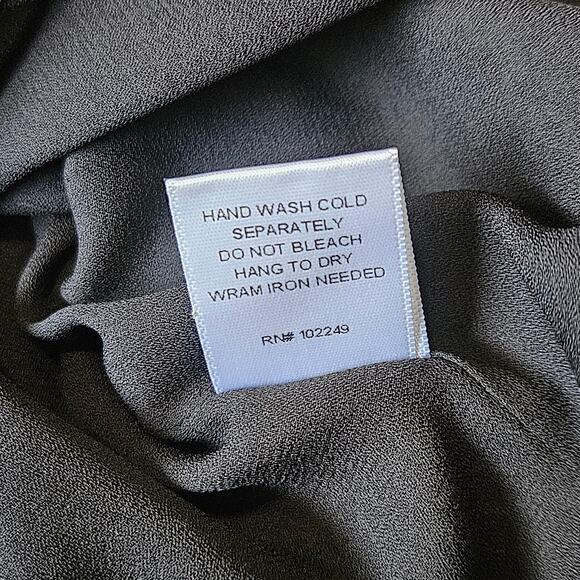 HAND WASH COLD
SEPARATELY
DO NOT BLEACH
HANG TO DRY
WRAM IRON NEEDED
RN# 102249